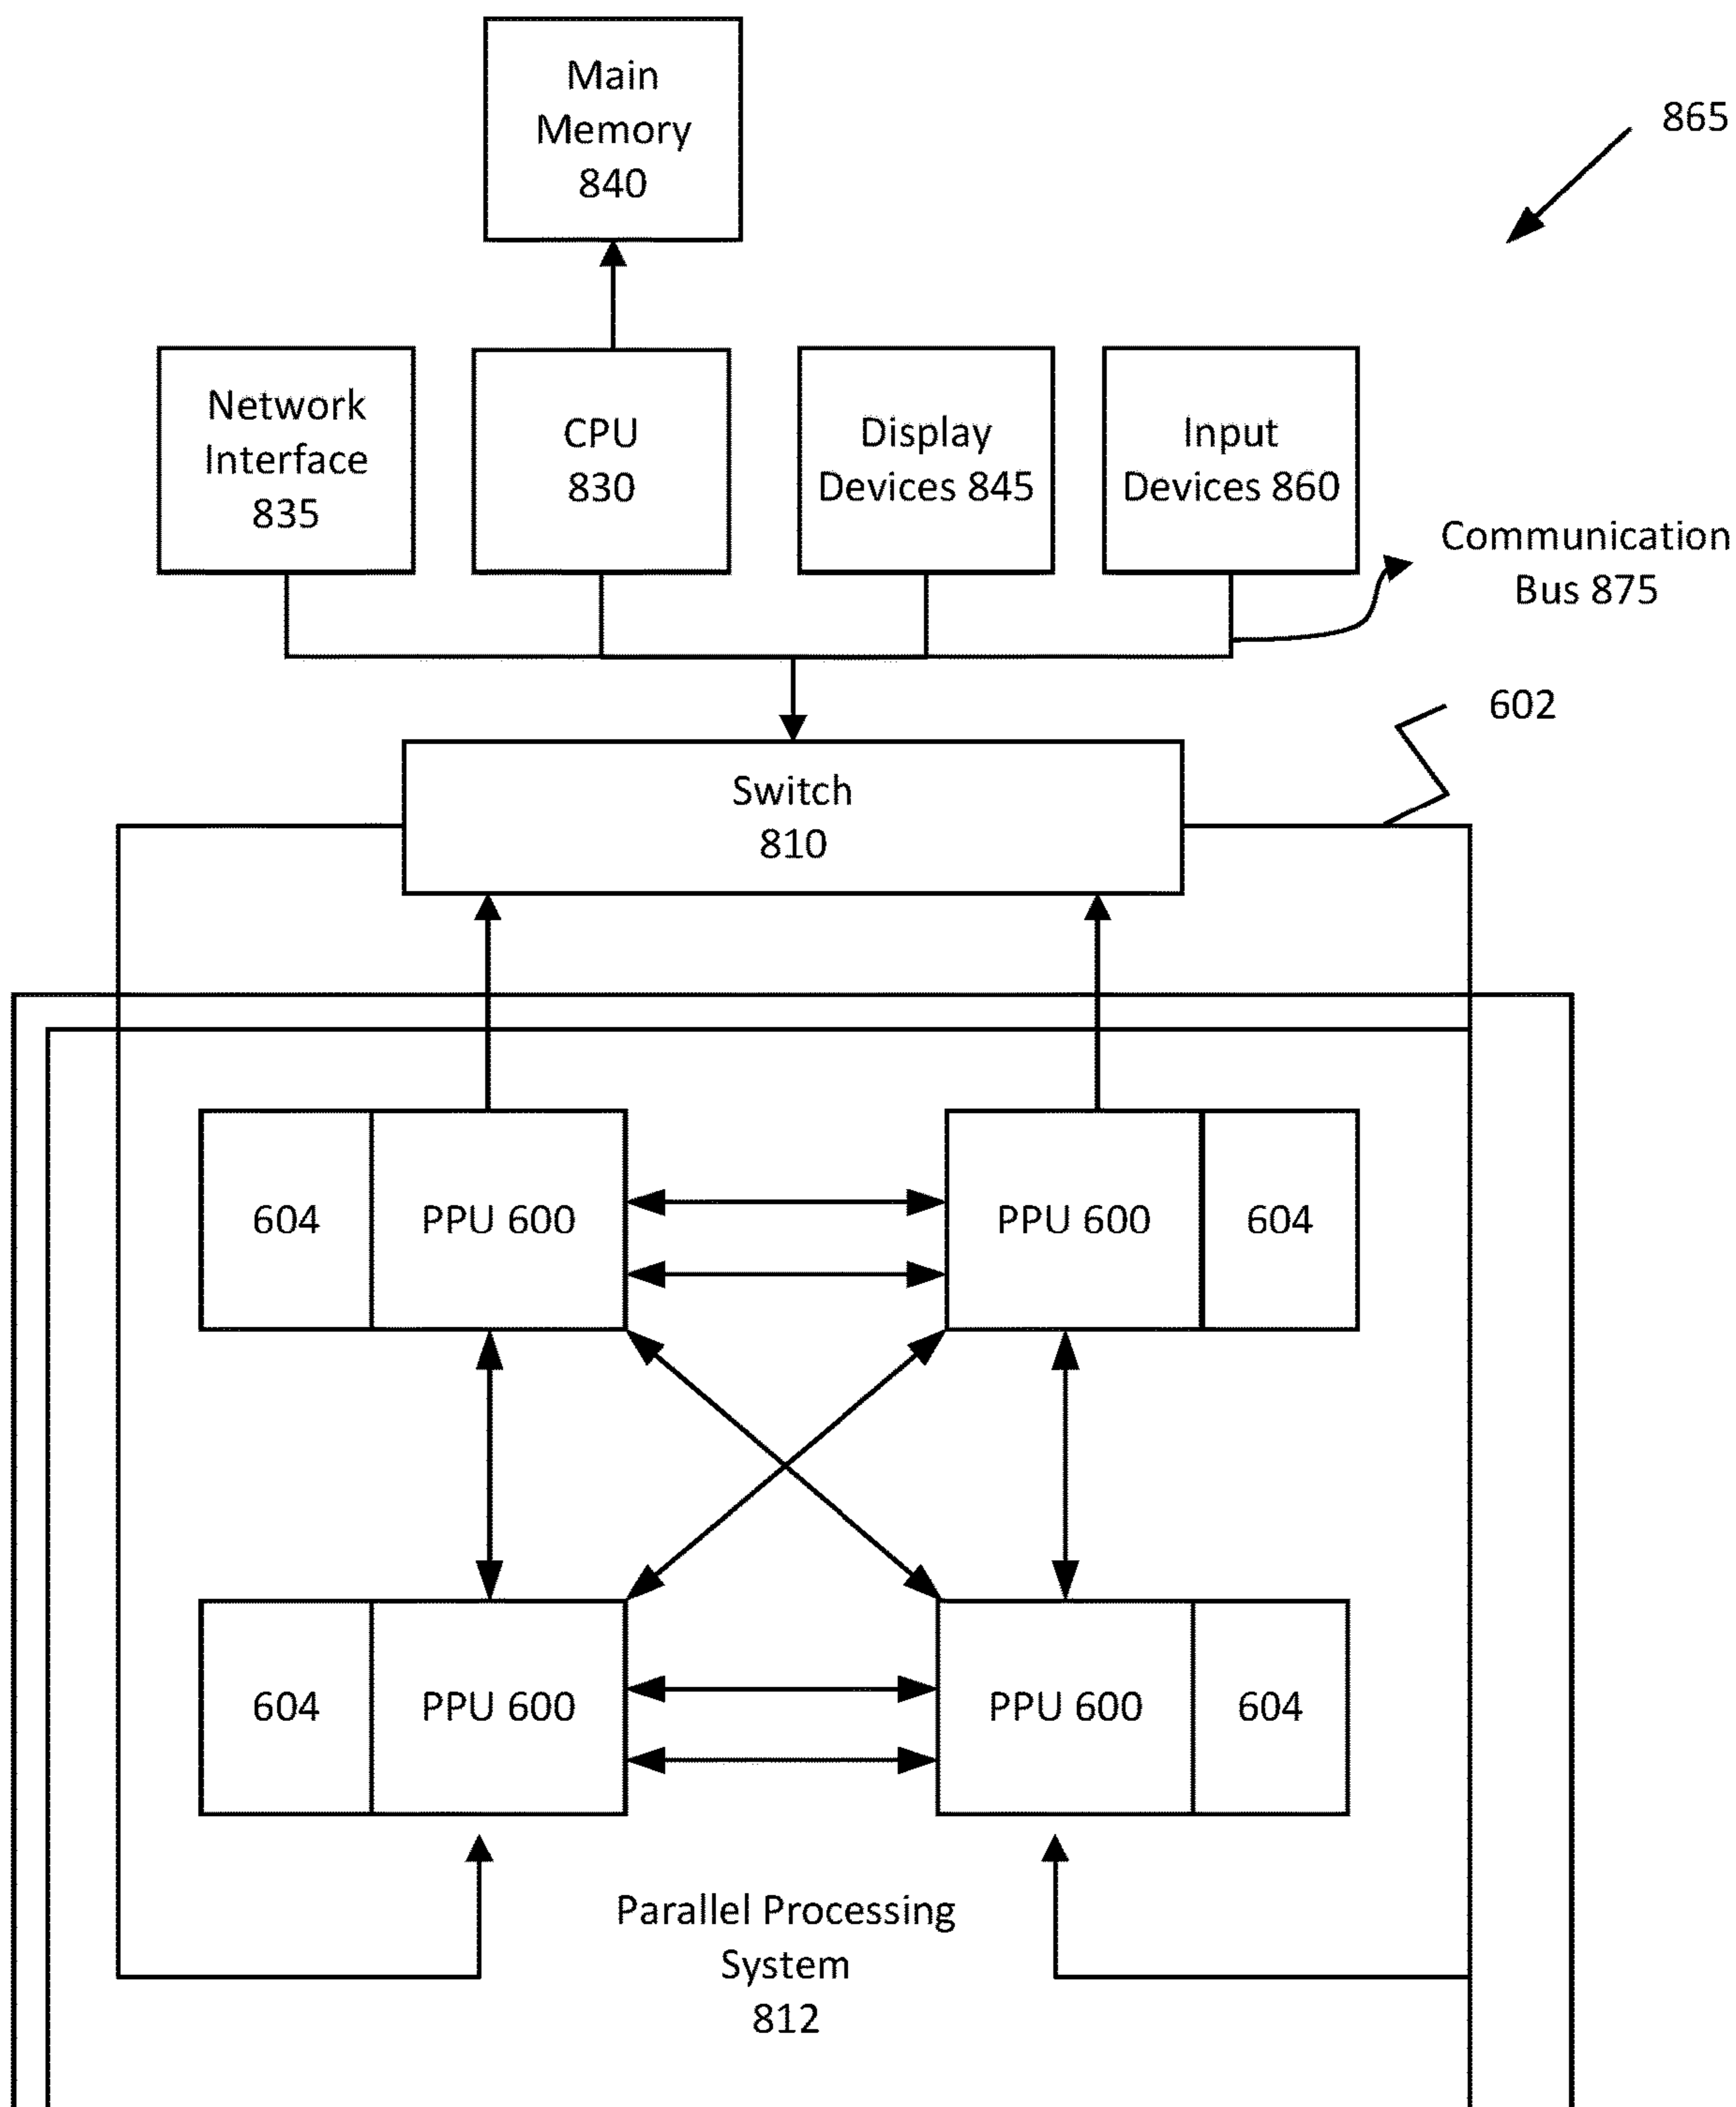 Main
Memory
840
865
Network
Interface
835
CPU
830
Display
Devices 845
Input
Devices 860
Communication
Bus 875
602
Switch
810
604
PPU 600
PPU 600
604
604
PPU 600
PPU 600
604
Parallel Processing
System
812